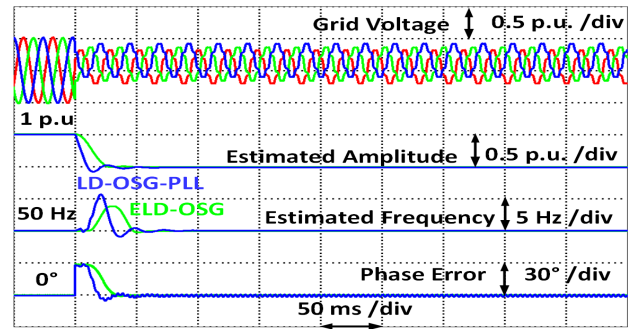 Grid Voltage 0.5 p.u. /div
1 p.u
Estimated Amplitude 0.5 p.u. /div
LD-OSG-PLL
ELD-OSG
50 Hz
Estimated Frequency 5 Hz /div
0°
Phase Error 30° /div
50 ms /div